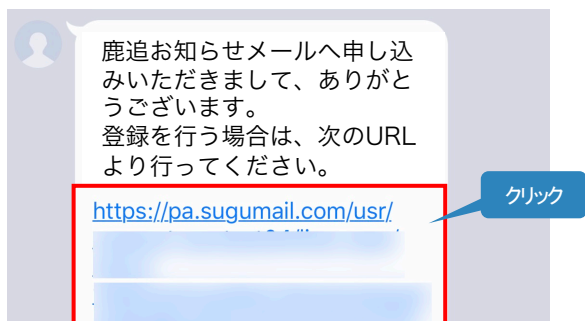 鹿追お知らせメールへ申し込
みいただきまして、ありがと
うございます。
登録を行う場合は、次のURL
より行ってください。
https://pa.sugumail.com/usr/
クリック